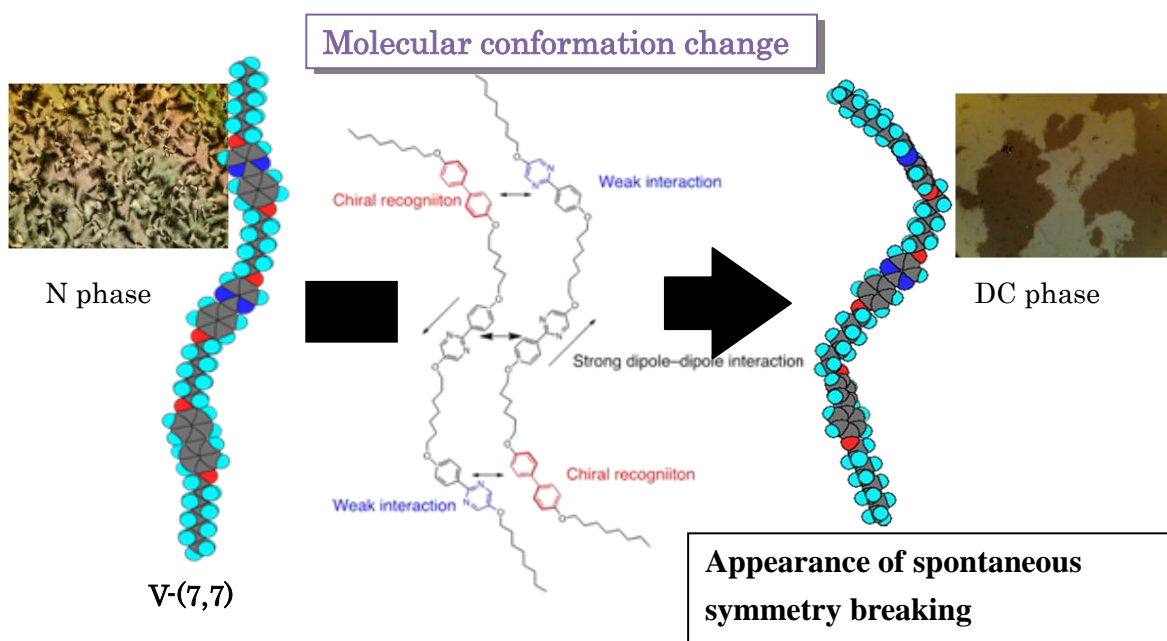 Molecular conformation change
N phase
Chiral recogniiton
Weak interaction
DC phase
Strong dipole–dipole interaction
Chiral recogniiton
Weak interaction
V-(7,7)
Appearance of spontaneous
symmetry breaking
O
N
N
O
O
O
O
N
N
O
O
N
N
O
O
O
N
N
O
O